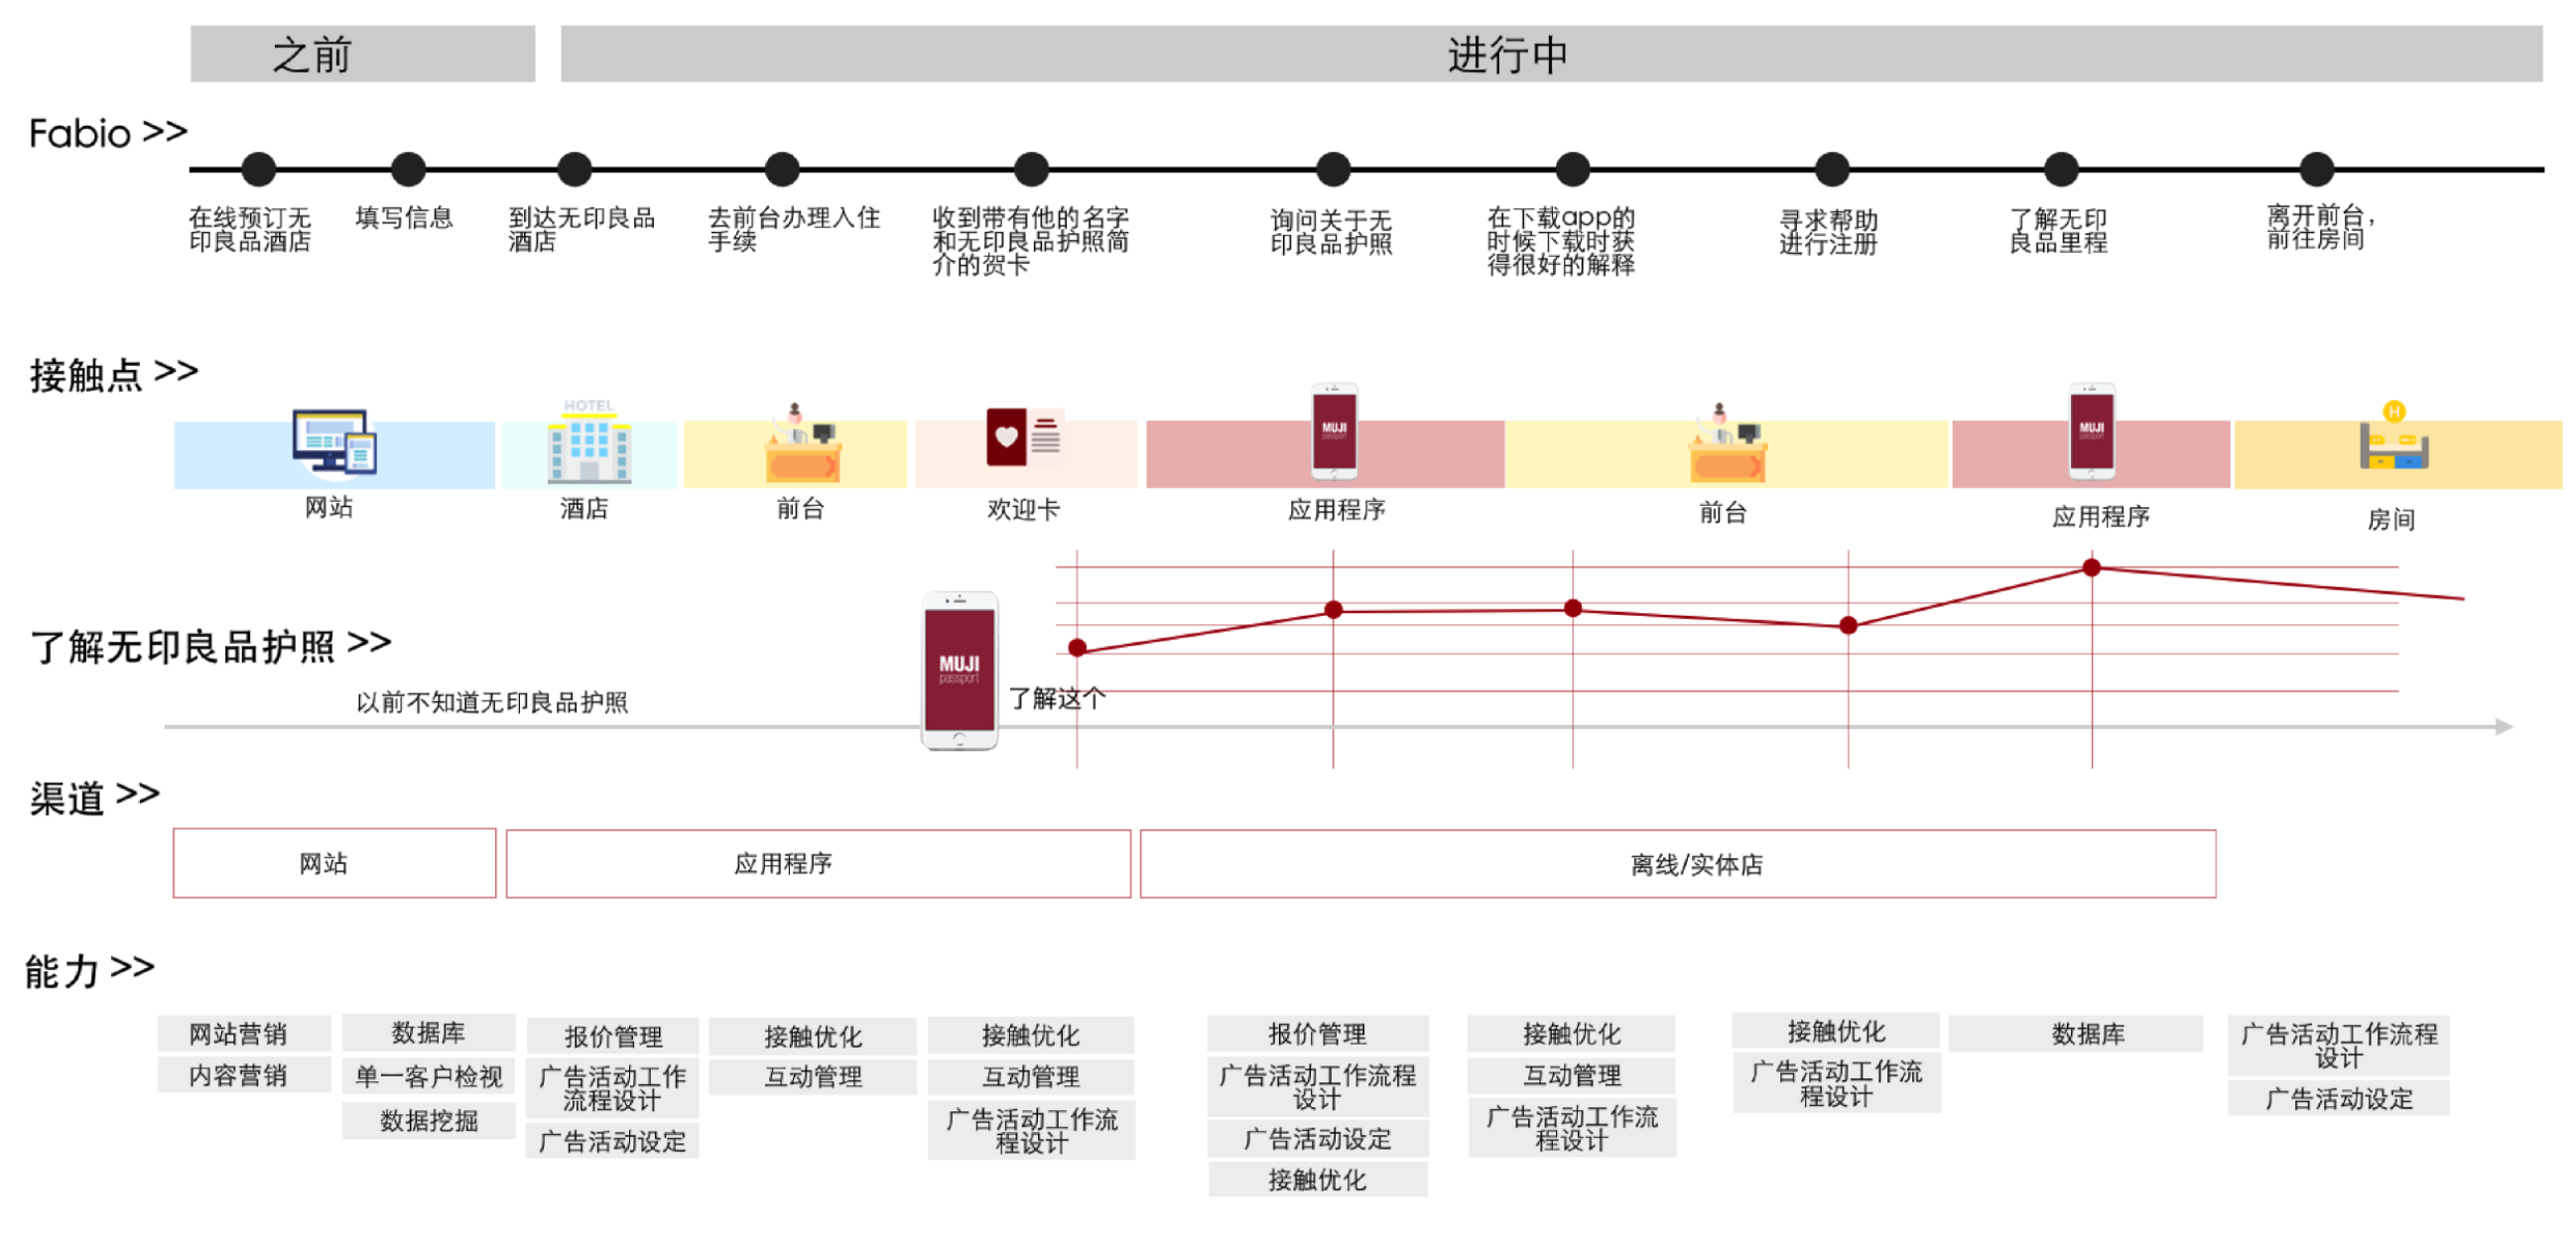 之前
进行中
Fabio >>
在线预订无
印良品酒店
填写信息
到达无印良品
酒店
去前台办理入住
手续
收到带有他的名字
和无印良品护照简
介的贺卡
询问关于无
印良品护照
在下载app的
时候下载时获
得很好的解释
寻求帮助
进行注册
了解无印
良品里程
离开前台，
前往房间
接触点 >>
HOTEL
MUJI
passport
MUJI
passport
H
网站
酒店
前台
欢迎卡
应用程序
前台
应用程序
房间
了解无印良品护照 >>
以前不知道无印良品护照
MUJI
passport
了解这个
渠道 >>
网站
应用程序
离线/实体店
能力 >>
网站营销
内容营销
数据库
单一客户检视
数据挖掘
报价管理
广告活动工作
流程设计
广告活动设定
接触优化
互动管理
接触优化
互动管理
广告活动工作流
程设计
报价管理
广告活动工作流程
设计
广告活动设定
接触优化
接触优化
互动管理
广告活动工作流
程设计
接触优化
广告活动工作流
程设计
数据库
广告活动工作流程
设计
广告活动设定